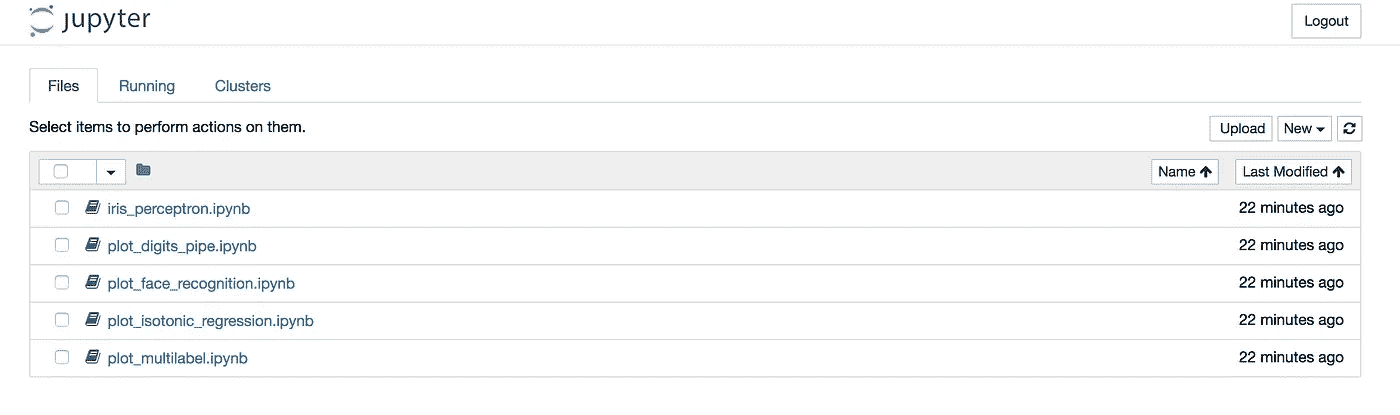 jupyter
Logout
Files Running Clusters
Select items to perform actions on them.
Upload New
Name Last Modified
iris_perceptron.ipynb 22 minutes ago
plot_digits_pipe.ipynb 22 minutes ago
plot_face_recognition.ipynb 22 minutes ago
plot_isotonic_regression.ipynb 22 minutes ago
plot_multilabel.ipynb 22 minutes ago